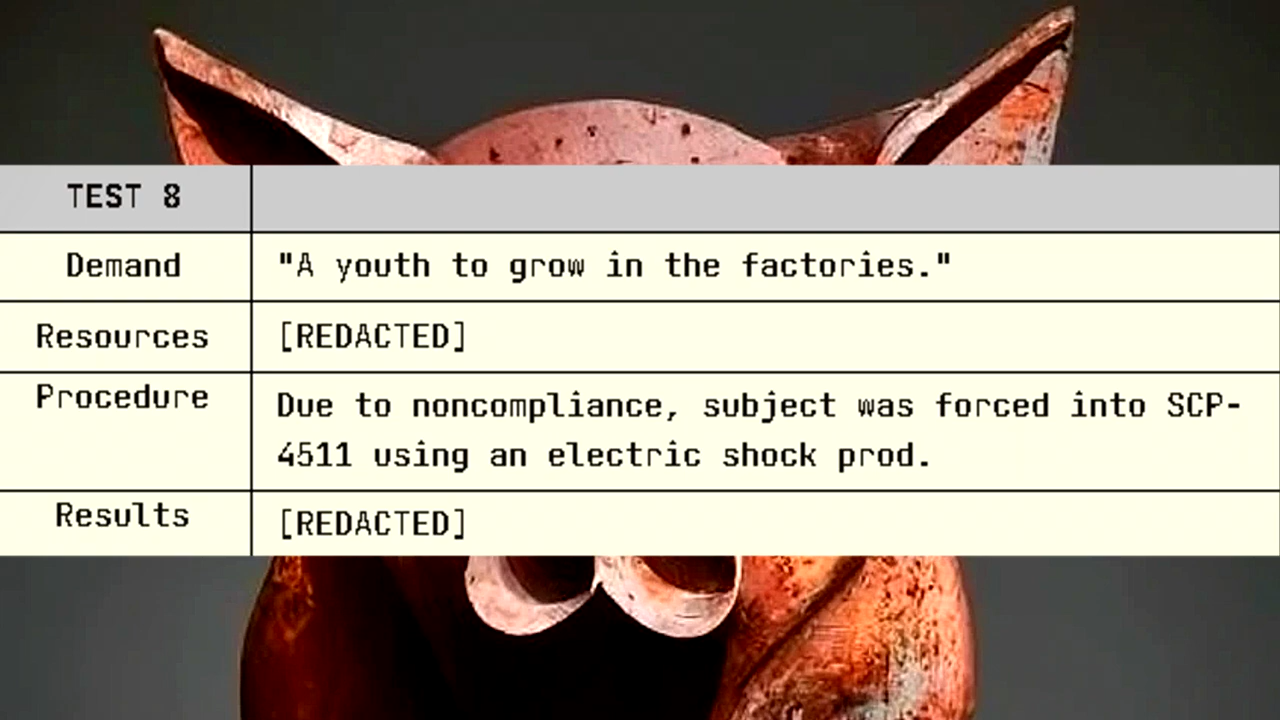 TEST 8
Demand
"A youth to grow in the factories."
Resources
[REDACTED]
Procedure
Due to noncompliance, subject was forced into SCP-
4511 using an electric shock prod.
Results
[REDACTED]